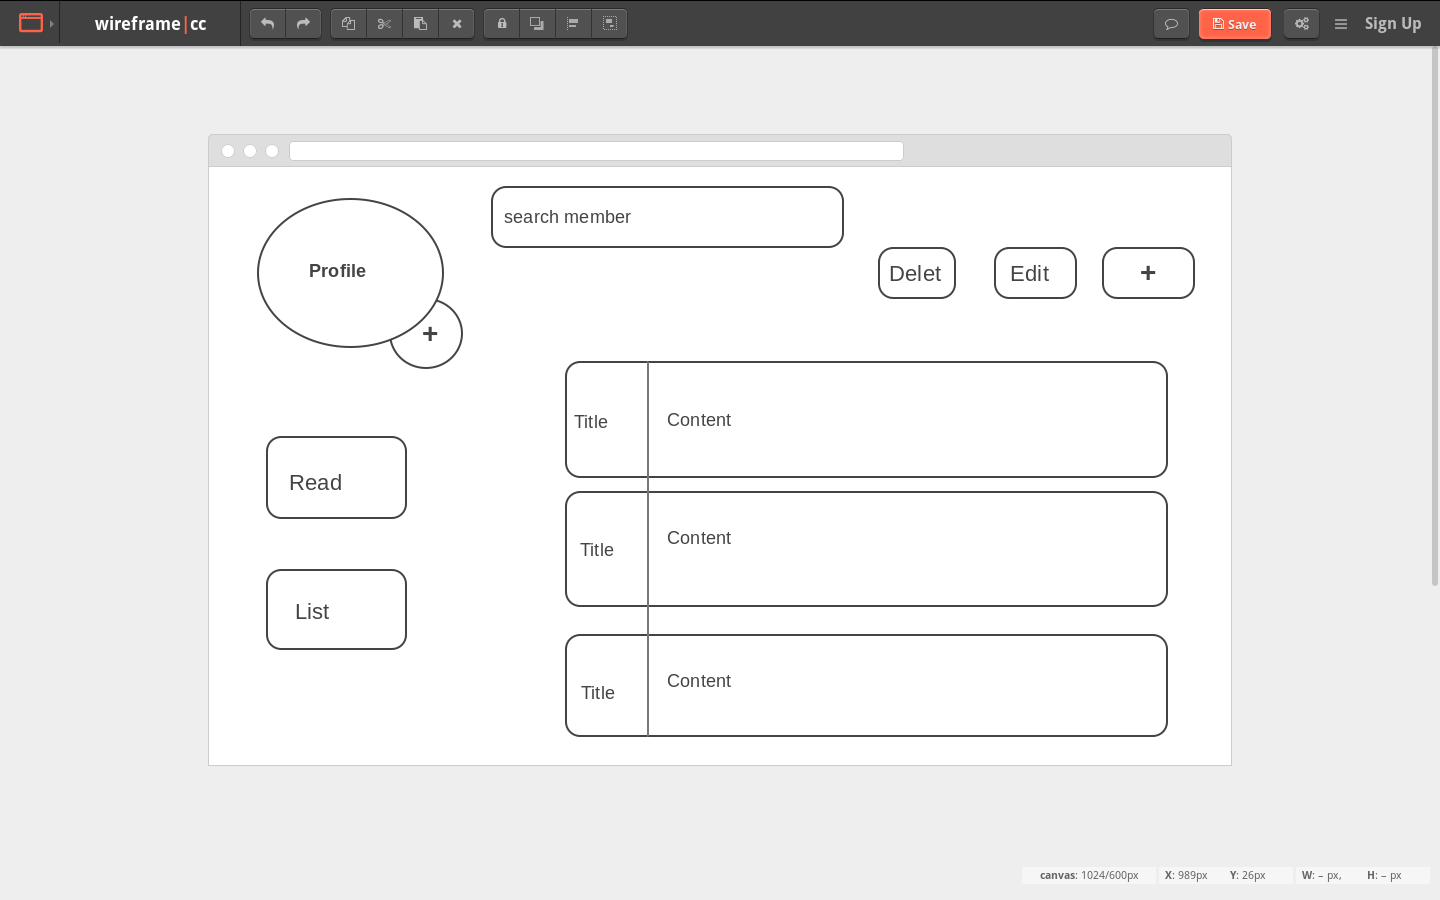 wireframe|cc
Save
Sign Up
search member
Profile
Delet
Edit
+
+
Title
Content
Read
Title
Content
List
Title
Content
canvas: 1024/600px
X: 989px
Y: 26px
W: – px,
H: – px